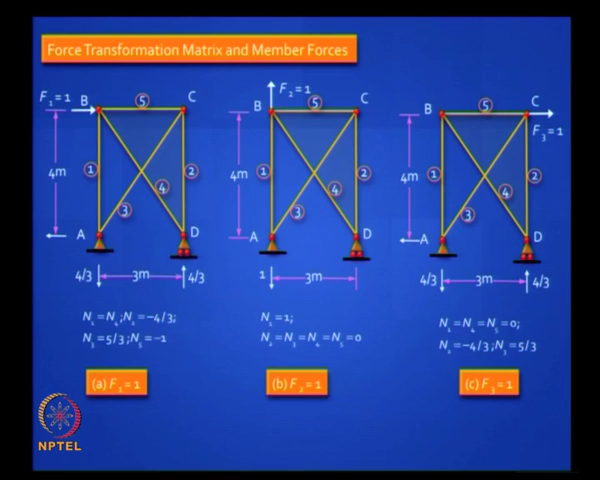 Force Transformation Matrix and Member Forces
F₁=1
B
5
C
4m
1
2
4
3
A
D
4/3
3m
4/3
N₁=N₄;N₂=-4/3;
N₃=5/3;N₅=-1
(a) F₁=1
F₂=1
B
5
C
4m
1
2
4
3
A
D
1
3m
N₁=1;
N₂=N₃=N₄=N₅=0
(b) F₂=1
B
5
C
F₃=1
4m
1
2
4
3
A
D
4/3
3m
4/3
N₁=N₄=N₅=0;
N₂=-4/3;N₃=5/3
(c) F₃=1
NPTEL